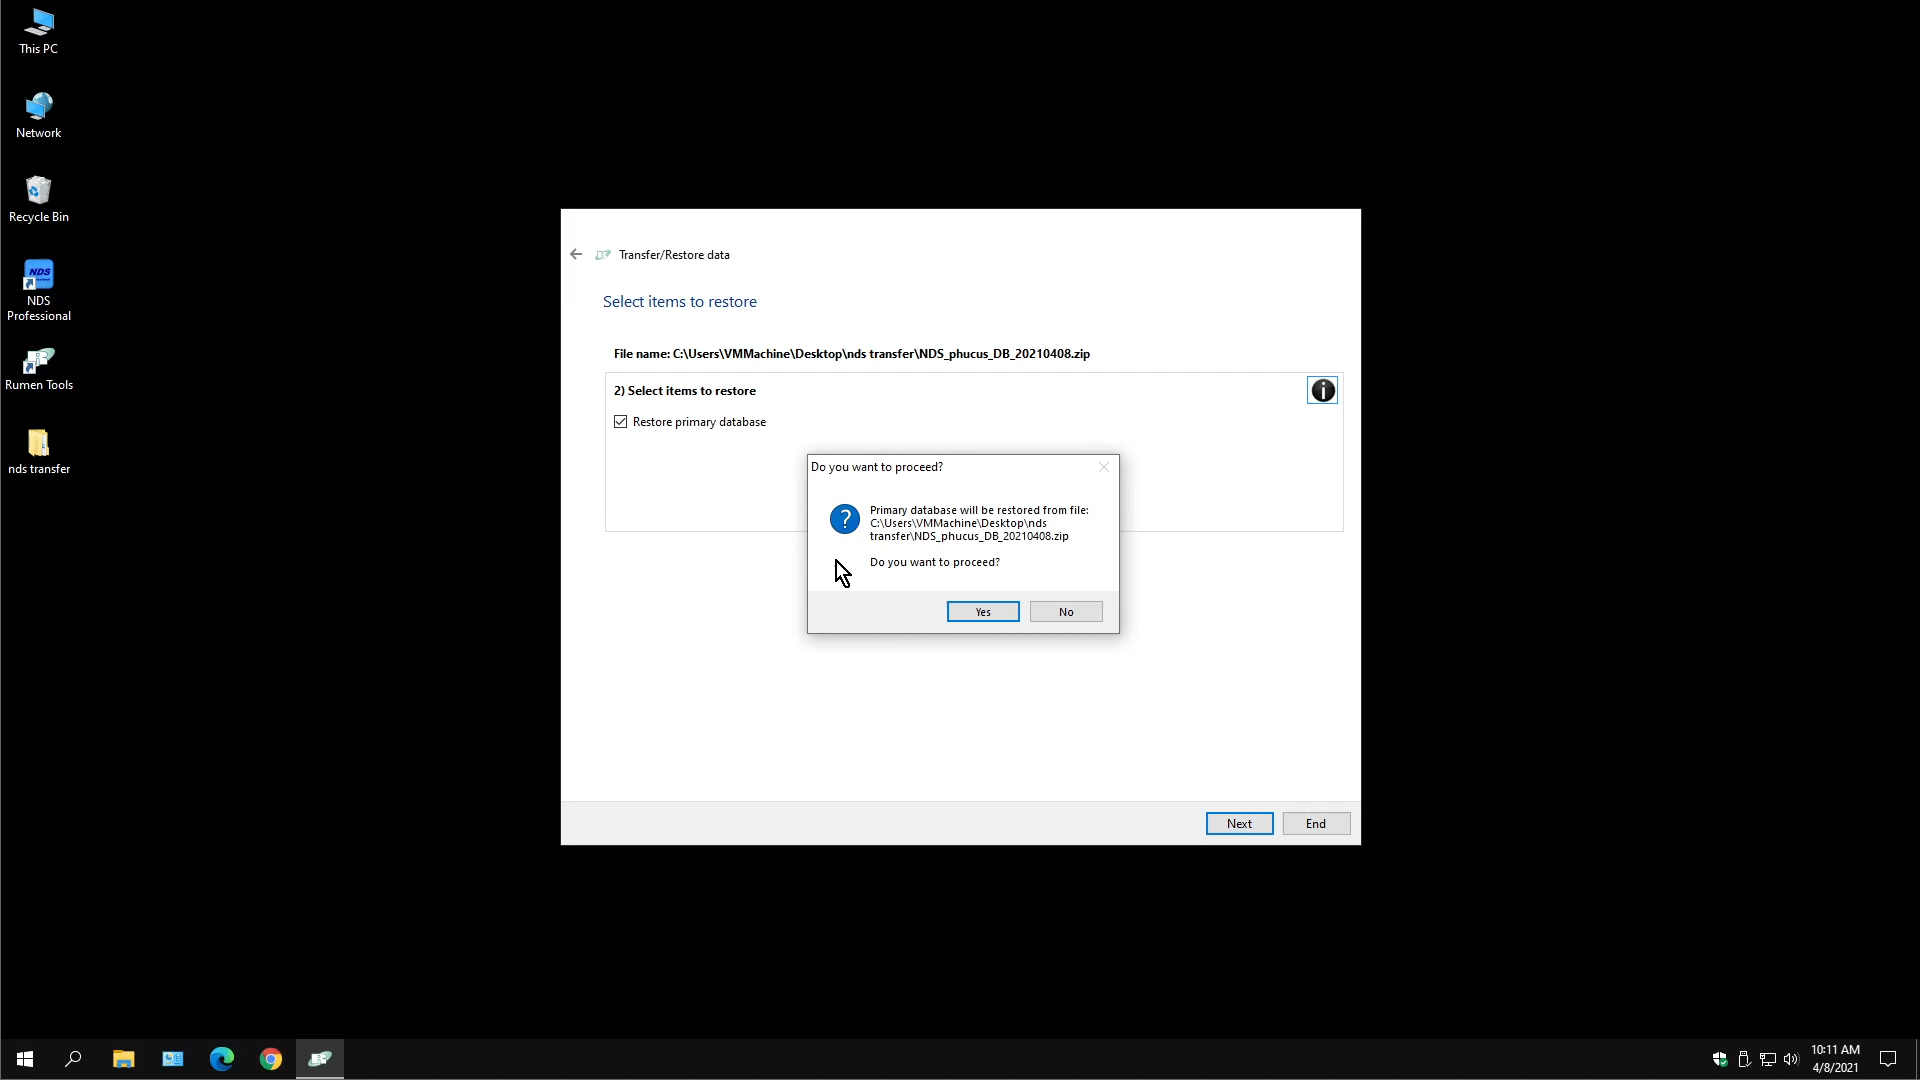 This PC
Network
Recycle Bin
NDS
NDS
Professional
Rumen Tools
nds transfer
Transfer/Restore data
Select items to restore
File name: C:\Users\VMMachine\Desktop\nds transfer\NDS_phucus_DB_20210408.zip
2) Select items to restore
Restore primary database
Do you want to proceed?
Primary database will be restored from file:
C:\Users\VMMachine\Desktop\nds
transfer\NDS_phucus_DB_20210408.zip
Do you want to proceed?
Yes
No
Next
End
10:11 AM
4/8/2021